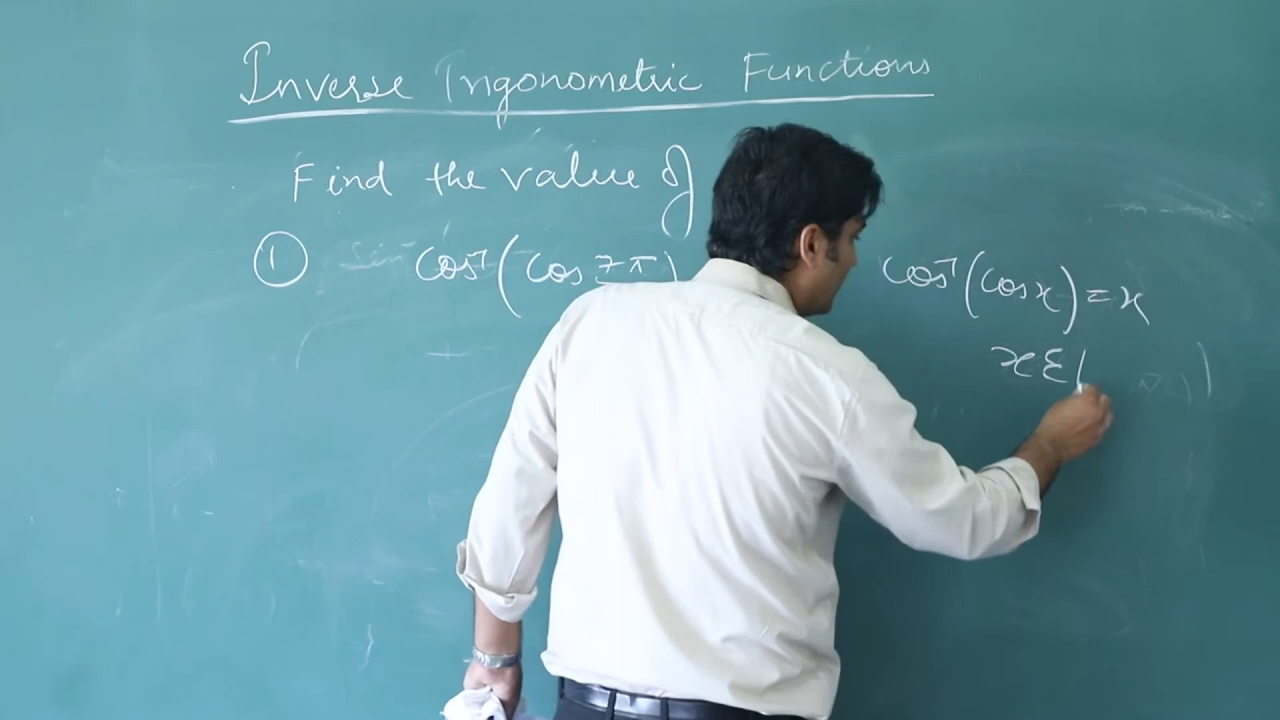 Inverse Trigonometric Functions
Find the value of
① cos⁻¹(cos 7π)
cos⁻¹(cos x) = x
x ε